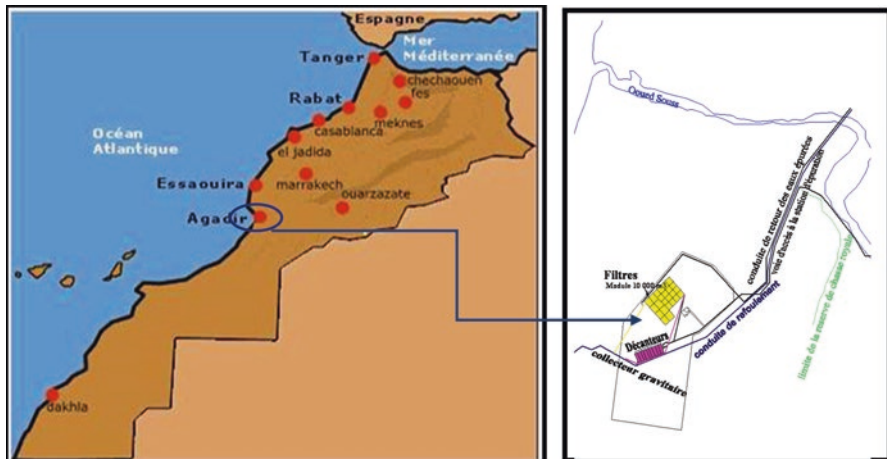 Espagne
Mer
Méditerranée
Tanger
chechaouen
fes
Rabat
meknes
casablanca
Océan
Atlantique
el jadida
Essaouira
marrakech
ouarzazate
Agadir
dakhla
Oued Souss
conduite de retour des eaux épurées
voie d'accès à la station d'épuration
limite de la reserve de chasse royale
Filtres
Module 10 000 m
Décanteurs
conduite de refoulement
collecteur gravitaire